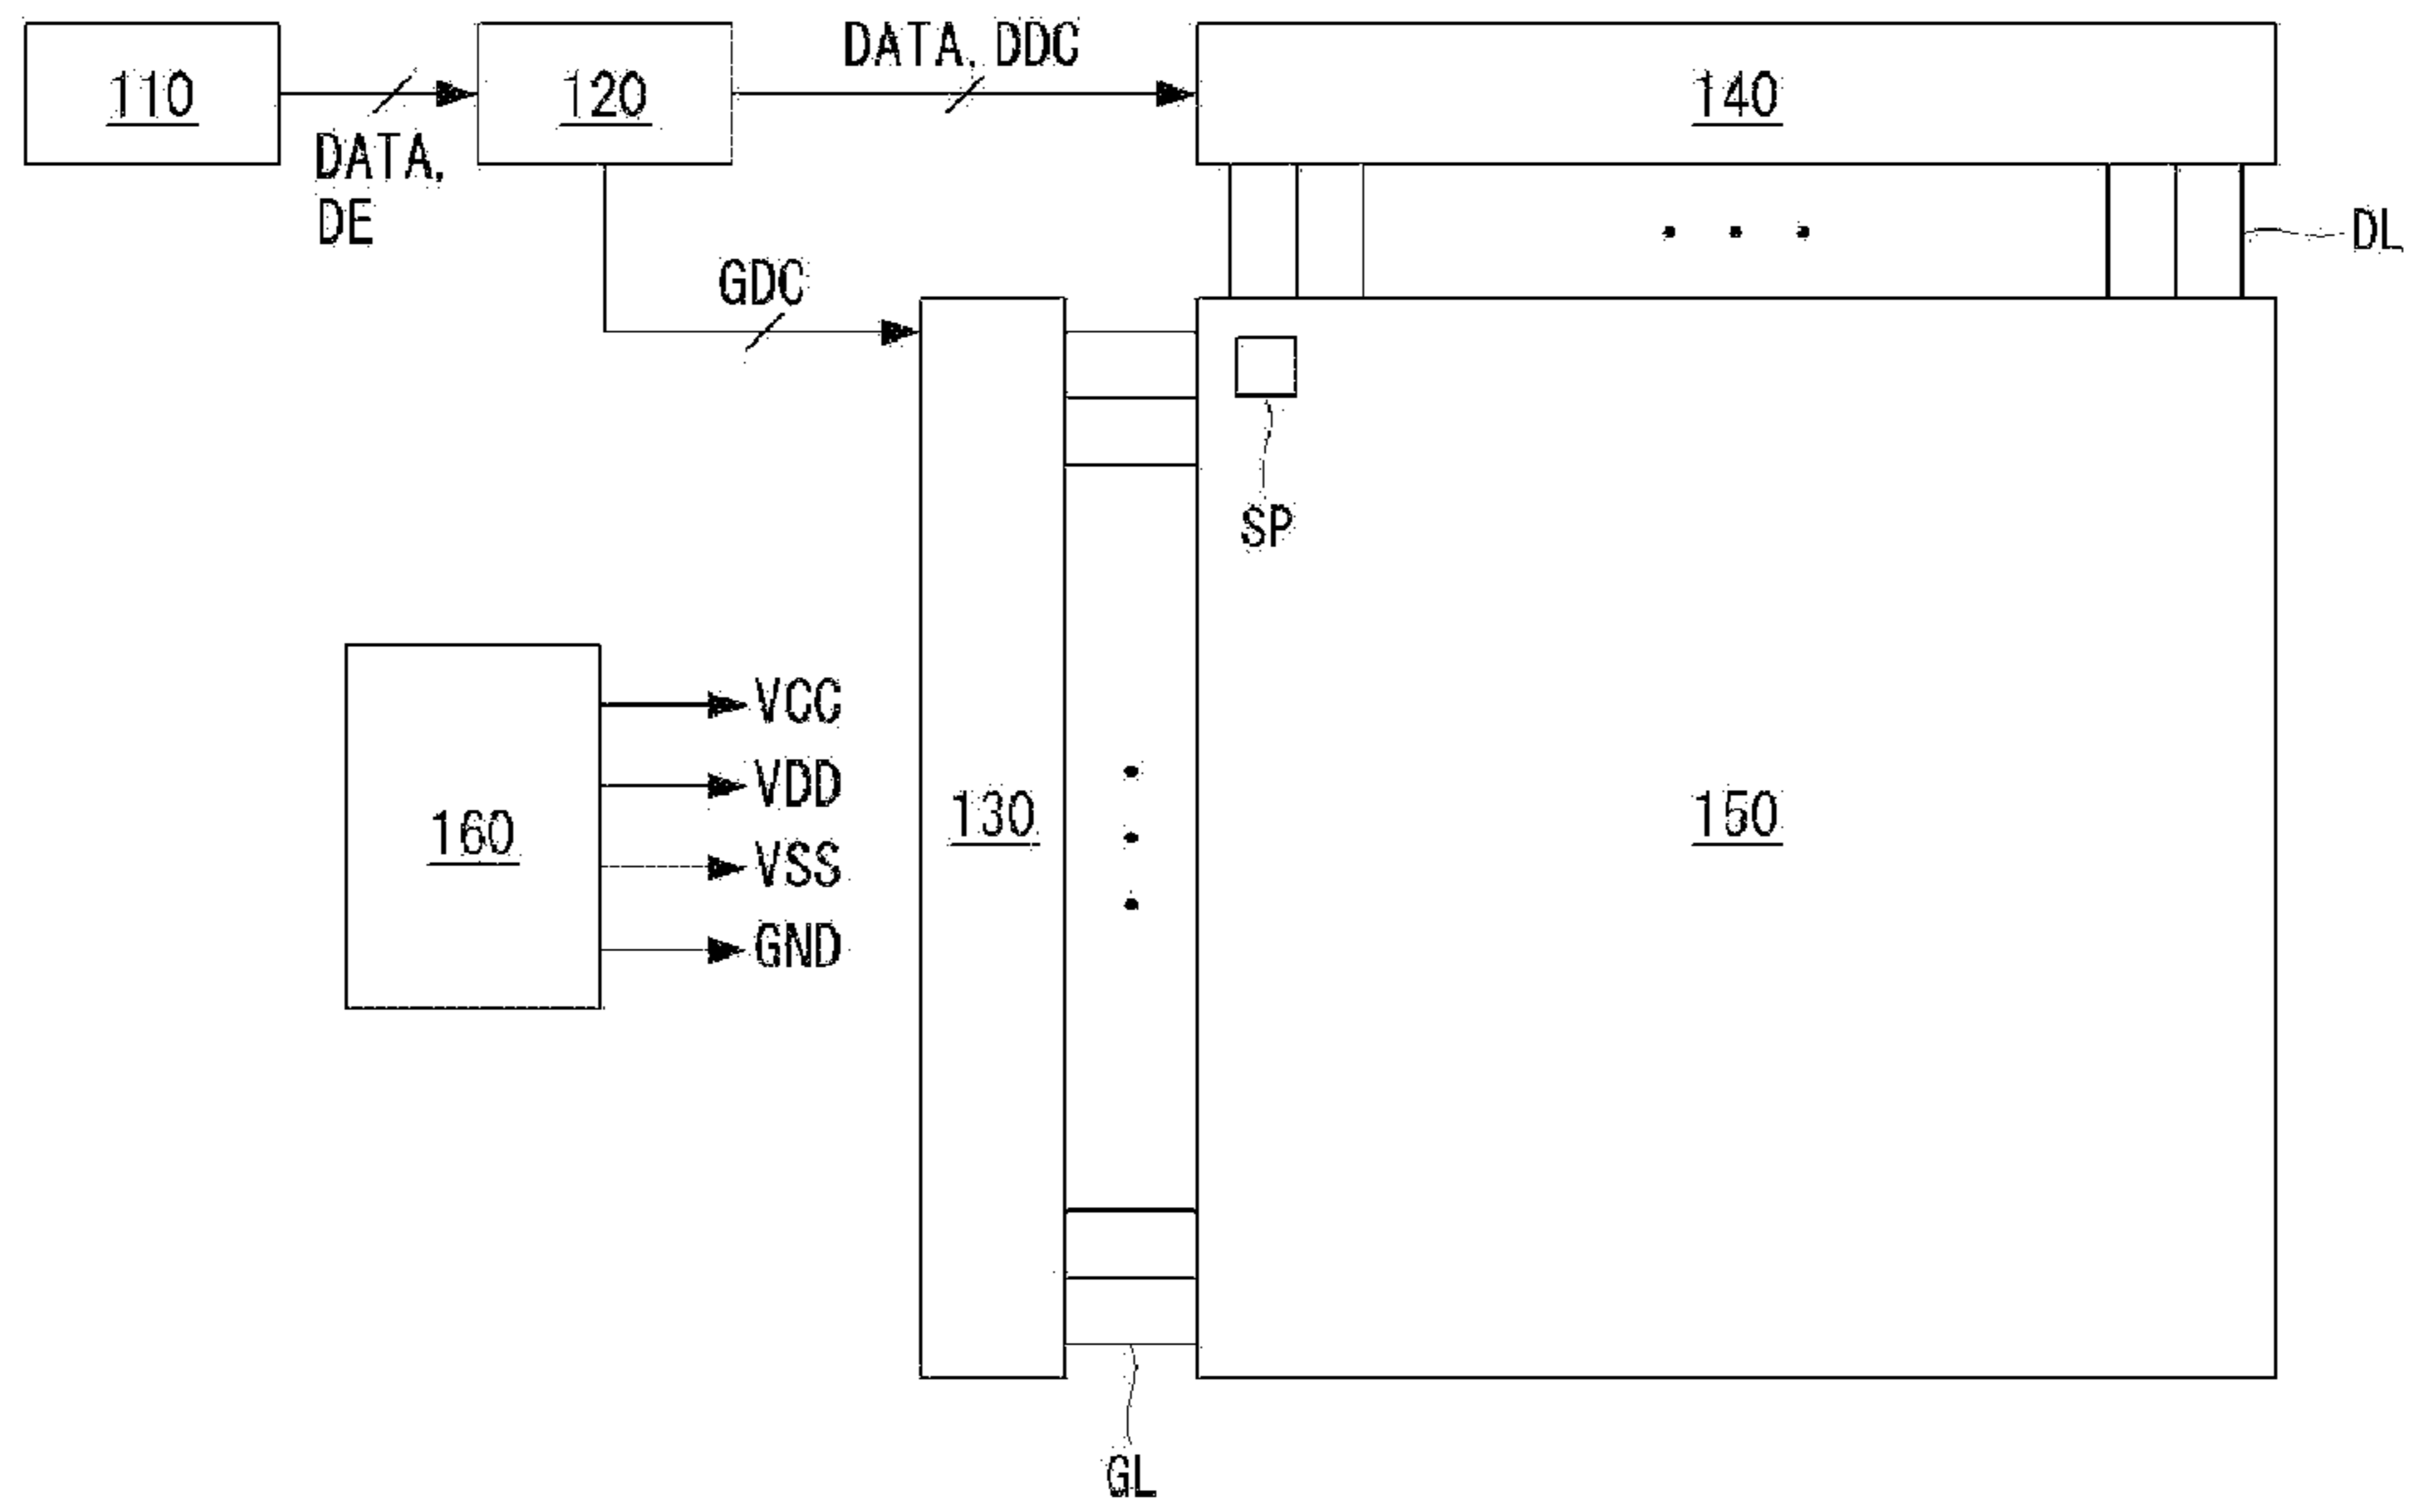 110
120
DATA, DDC
140
DATA,
DE
DL
GDC
SP
VCC
VDD
160
VSS
GND
130
150
GL